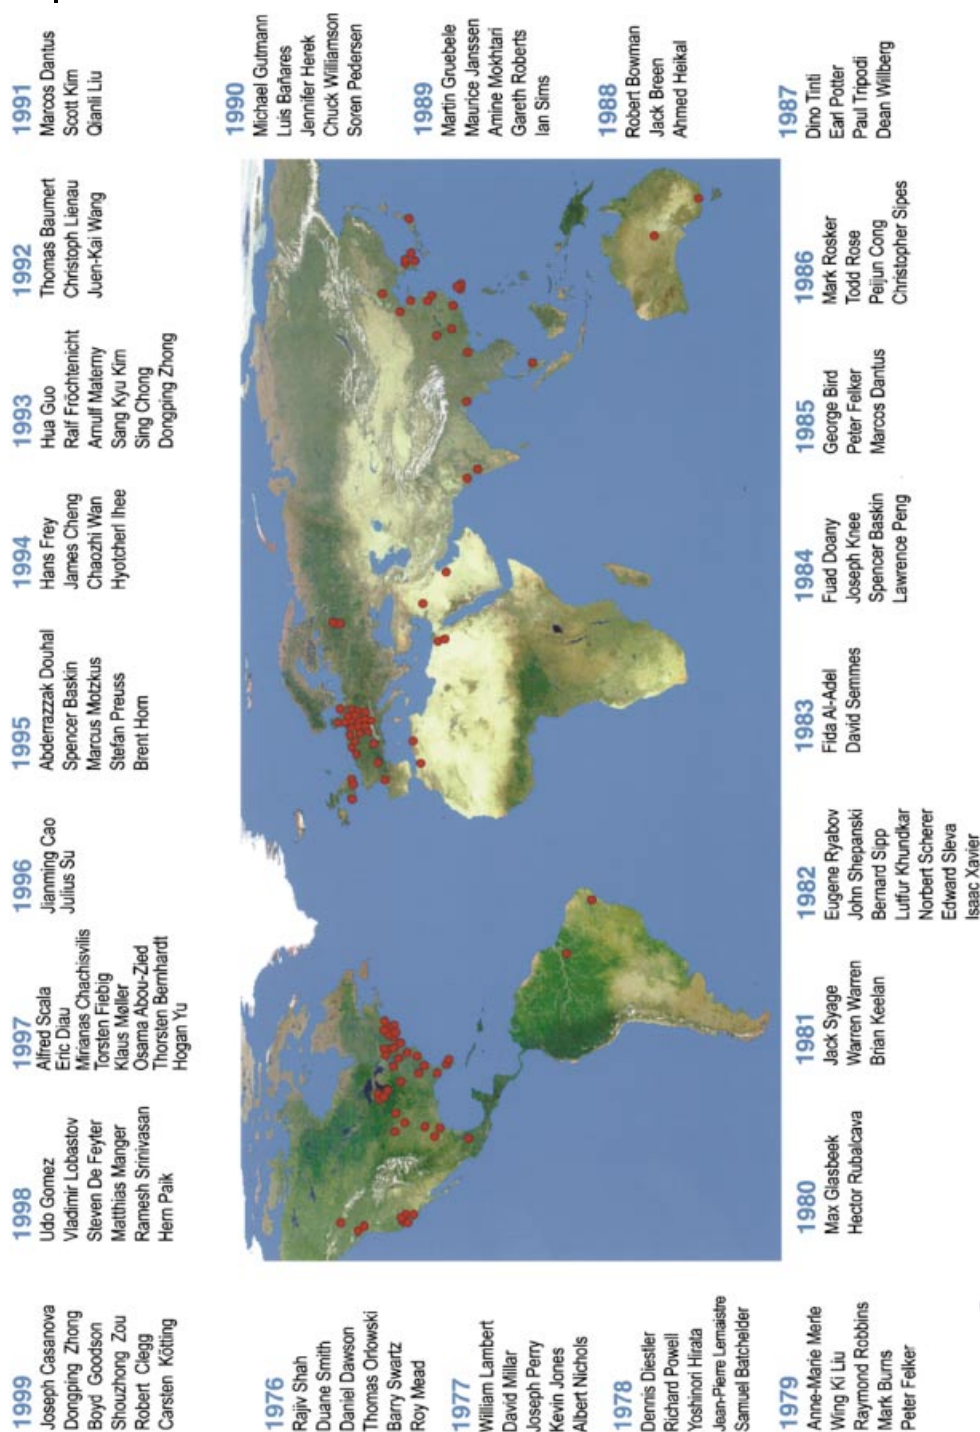 1999
Joseph Casanova
Dongping Zhong
Boyd Goodson
Shouzhong Zou
Robert Clegg
Carsten Kötting
1998
Udo Gomez
Vladimir Lobastov
Steven De Feyter
Matthias Manger
Ramesh Srinivasan
Hern Paik
1997
Alfred Scala
Eric Diau
Mirianas Chachisvilis
Torsten Fiebig
Klaus Møller
Osama Abou-Zied
Thorsten Bernhardt
Hogan Yu
1996
Jianming Cao
Julius Su
1995
Abderrazzak Douhal
Spencer Baskin
Marcus Motzkus
Stefan Preuss
Brent Horn
1994
Hans Frey
James Cheng
Chaozhi Wan
Hyotcherl Ihee
1993
Hua Guo
Ralf Fröchtenicht
Arnulf Materny
Sang Kyu Kim
Sing Chong
Dongping Zhong
1992
Thomas Baumert
Christoph Lienau
Juen-Kai Wang
1991
Marcos Dantus
Scott Kim
Qianli Liu
1976
Rajiv Shah
Duane Smith
Daniel Dawson
Thomas Orlowski
Barry Swartz
Roy Mead
1977
William Lambert
David Millar
Joseph Perry
Kevin Jones
Albert Nichols
1978
Dennis Diestler
Richard Powell
Yoshinori Hirata
Jean-Pierre Lemaistre
Samuel Batchelder
1979
Anne-Marie Merle
Wing Ki Liu
Raymond Robbins
Mark Burns
Peter Felker
1990
Michael Gutmann
Luis Bañares
Jennifer Herek
Chuck Williamson
Soren Pedersen
1989
Martin Gruebele
Maurice Janssen
Amine Mokhtari
Gareth Roberts
Ian Sims
1988
Robert Bowman
Jack Breen
Ahmed Heikal
1987
Dino Tinti
Earl Potter
Paul Tripodi
Dean Willberg
1980
Max Glasbeek
Hector Rubalcava
1981
Jack Syage
Warren Warren
Brian Keelan
1982
Eugene Ryabov
John Shepanski
Bernard Sipp
Lutfur Khundkar
Norbert Scherer
Edward Sleva
Isaac Xavier
1983
Fida Al-Adel
David Semmes
1984
Fuad Doany
Joseph Knee
Spencer Baskin
Lawrence Peng
1985
George Bird
Peter Felker
Marcos Dantus
1986
Mark Rosker
Todd Rose
Peijun Cong
Christopher Sipes